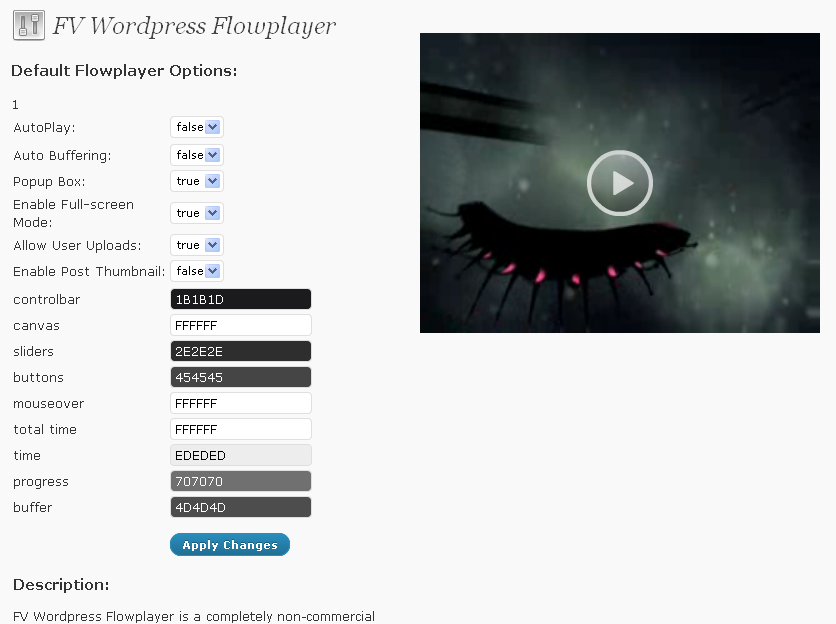 FV Wordpress Flowplayer
Default Flowplayer Options:
1
AutoPlay: false
Auto Buffering: false
Popup Box: true
Enable Full-screen
Mode: true
Allow User Uploads: true
Enable Post Thumbnail: false
controlbar 1B1B1D
canvas FFFFFF
sliders 2E2E2E
buttons 454545
mouseover FFFFFF
total time FFFFFF
time EDEDED
progress 707070
buffer 4D4D4D
Apply Changes
Description:
FV Wordpress Flowplayer is a completely non-commercial